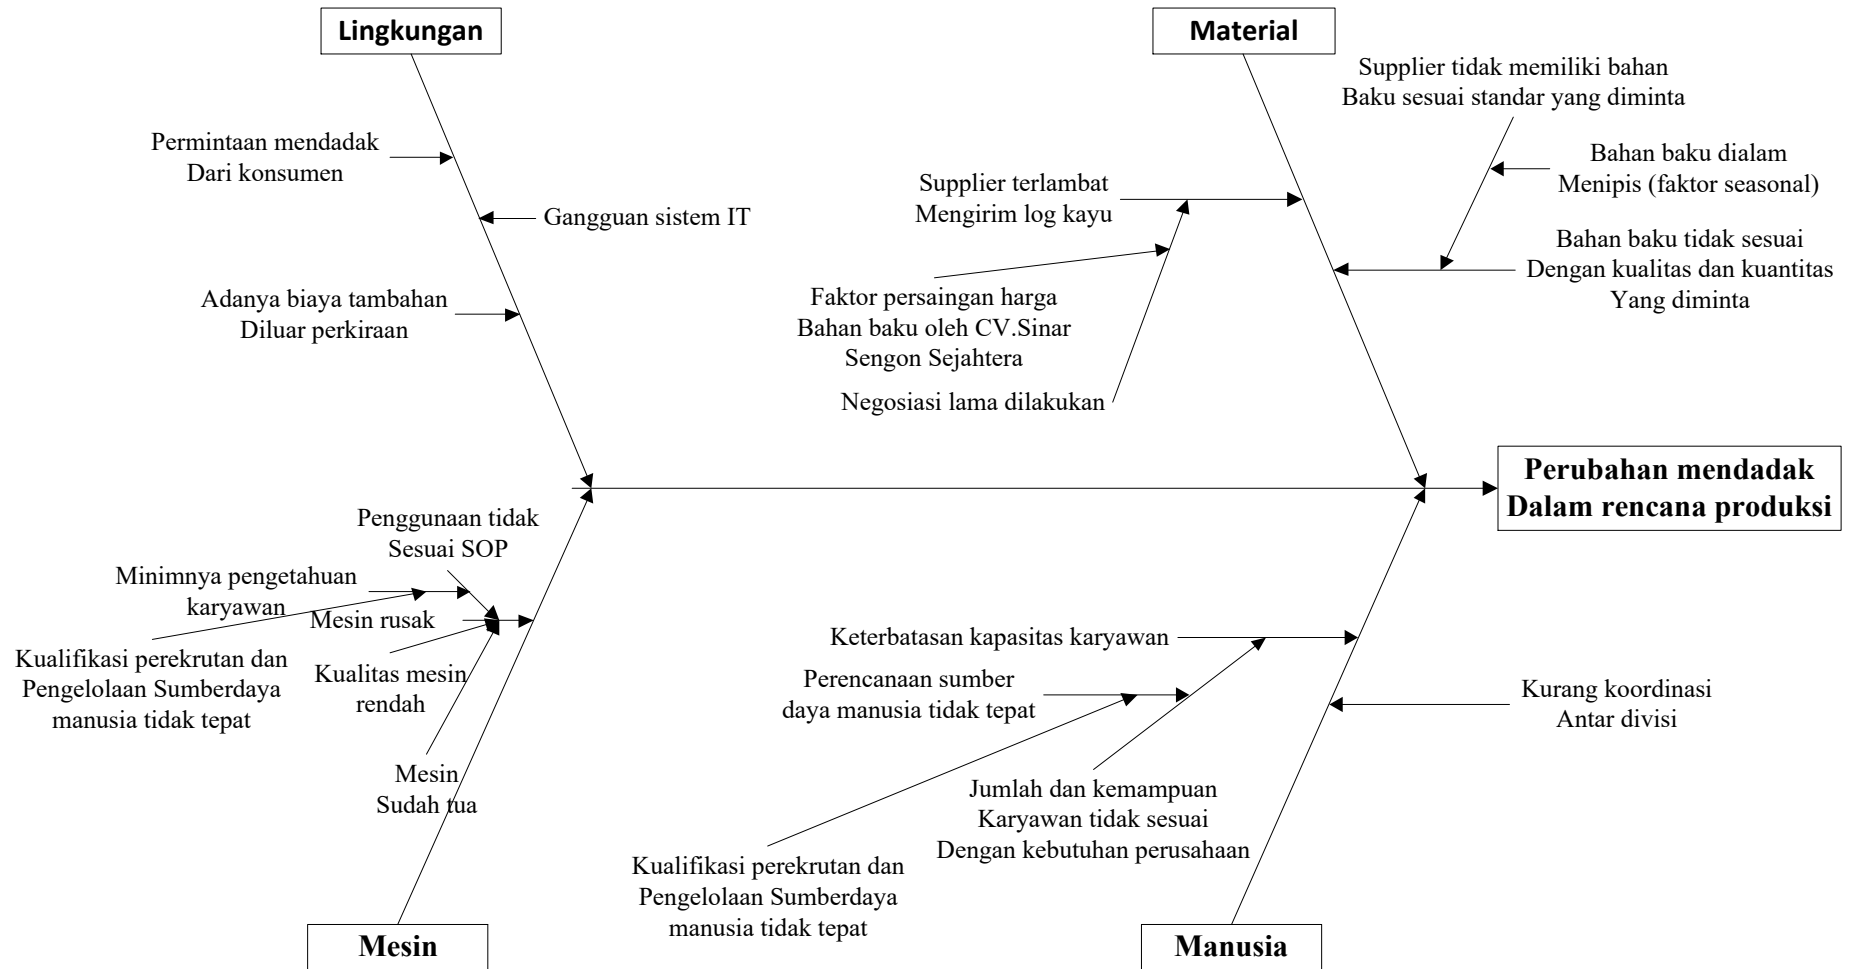 Lingkungan
Material
Supplier tidak memiliki bahan
Baku sesuai standar yang diminta
Permintaan mendadak
Dari konsumen
Bahan baku dialam
Menipis (faktor seasonal)
Supplier terlambat
Mengirim log kayu
Gangguan sistem IT
Bahan baku tidak sesuai
Dengan kualitas dan kuantitas
Yang diminta
Adanya biaya tambahan
Diluar perkiraan
Faktor persaingan harga
Bahan baku oleh CV.Sinar
Sengon Sejahtera
Negosiasi lama dilakukan
Perubahan mendadak
Dalam rencana produksi
Penggunaan tidak
Sesuai SOP
Minimnya pengetahuan
karyawan
Mesin rusak
Kualifikasi perekrutan dan
Pengelolaan Sumberdaya
manusia tidak tepat
Kualitas mesin
rendah
Mesin
Sudah tua
Keterbatasan kapasitas karyawan
Perencanaan sumber
daya manusia tidak tepat
Kurang koordinasi
Antar divisi
Jumlah dan kemampuan
Karyawan tidak sesuai
Dengan kebutuhan perusahaan
Kualifikasi perekrutan dan
Pengelolaan Sumberdaya
manusia tidak tepat
Mesin
Manusia